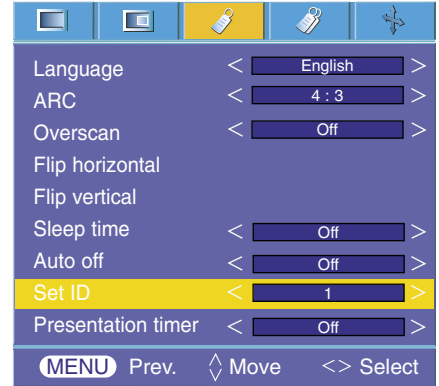 Language < English >
ARC < 4 : 3 >
Overscan < Off >
Flip horizontal
Flip vertical
Sleep time < Off >
Auto off < Off >
Set ID < 1 >
Presentation timer < Off >
MENU Prev. Move <> Select